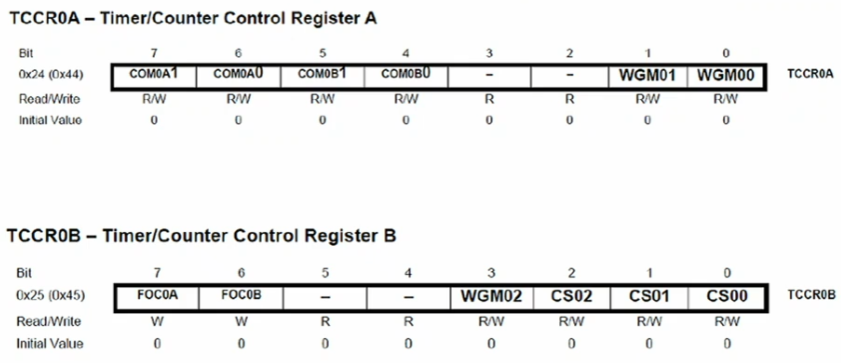 TCCR0A – Timer/Counter Control Register A
Bit 7 6 5 4 3 2 1 0
0x24 (0x44) COM0A1 COM0A0 COM0B1 COM0B0 – – WGM01 WGM00 TCCR0A
Read/Write R/W R/W R/W R/W R R R/W R/W
Initial Value 0 0 0 0 0 0 0 0
TCCR0B – Timer/Counter Control Register B
Bit 7 6 5 4 3 2 1 0
0x25 (0x45) FOC0A FOC0B – – WGM02 CS02 CS01 CS00 TCCR0B
Read/Write W W R R R/W R/W R/W R/W
Initial Value 0 0 0 0 0 0 0 0